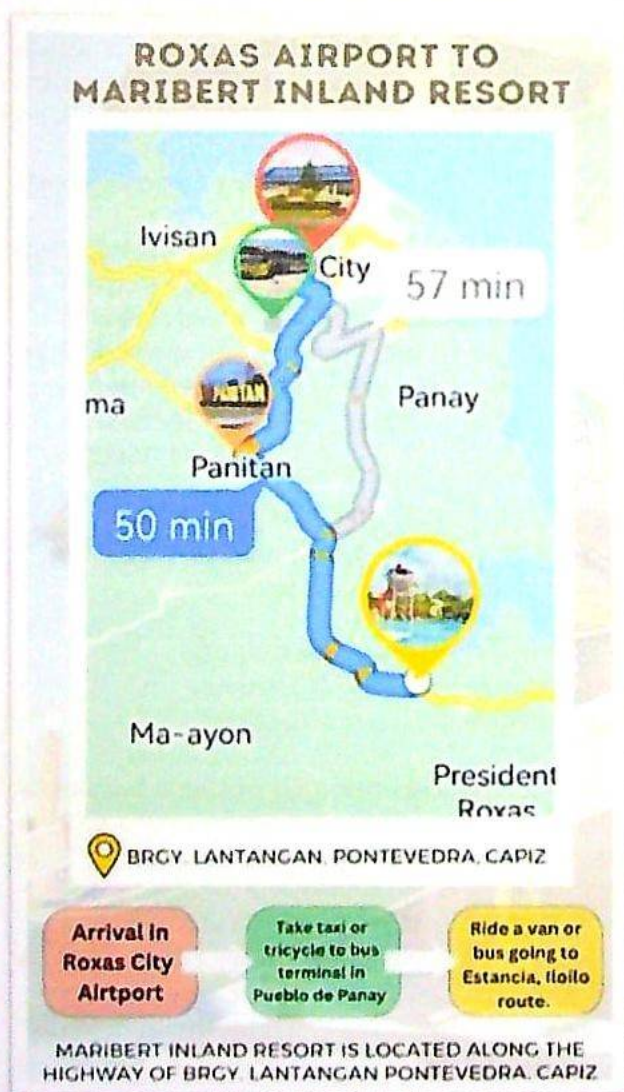 ROXAS AIRPORT TO
MARIBERT INLAND RESORT
Ivisan
City
57 min
ma
Panay
PANITAN
Panitan
50 min
Ma-ayon
President
Roxas
BRGY. LANTANGAN, PONTEVEDRA, CAPIZ
Arrival in
Roxas City
Airtport
Take taxi or
tricycle to bus
terminal in
Pueblo de Panay
Ride a van or
bus going to
Estancia, Iloilo
route.
MARIBERT INLAND RESORT IS LOCATED ALONG THE
HIGHWAY OF BRGY. LANTANGAN PONTEVEDRA, CAPIZ